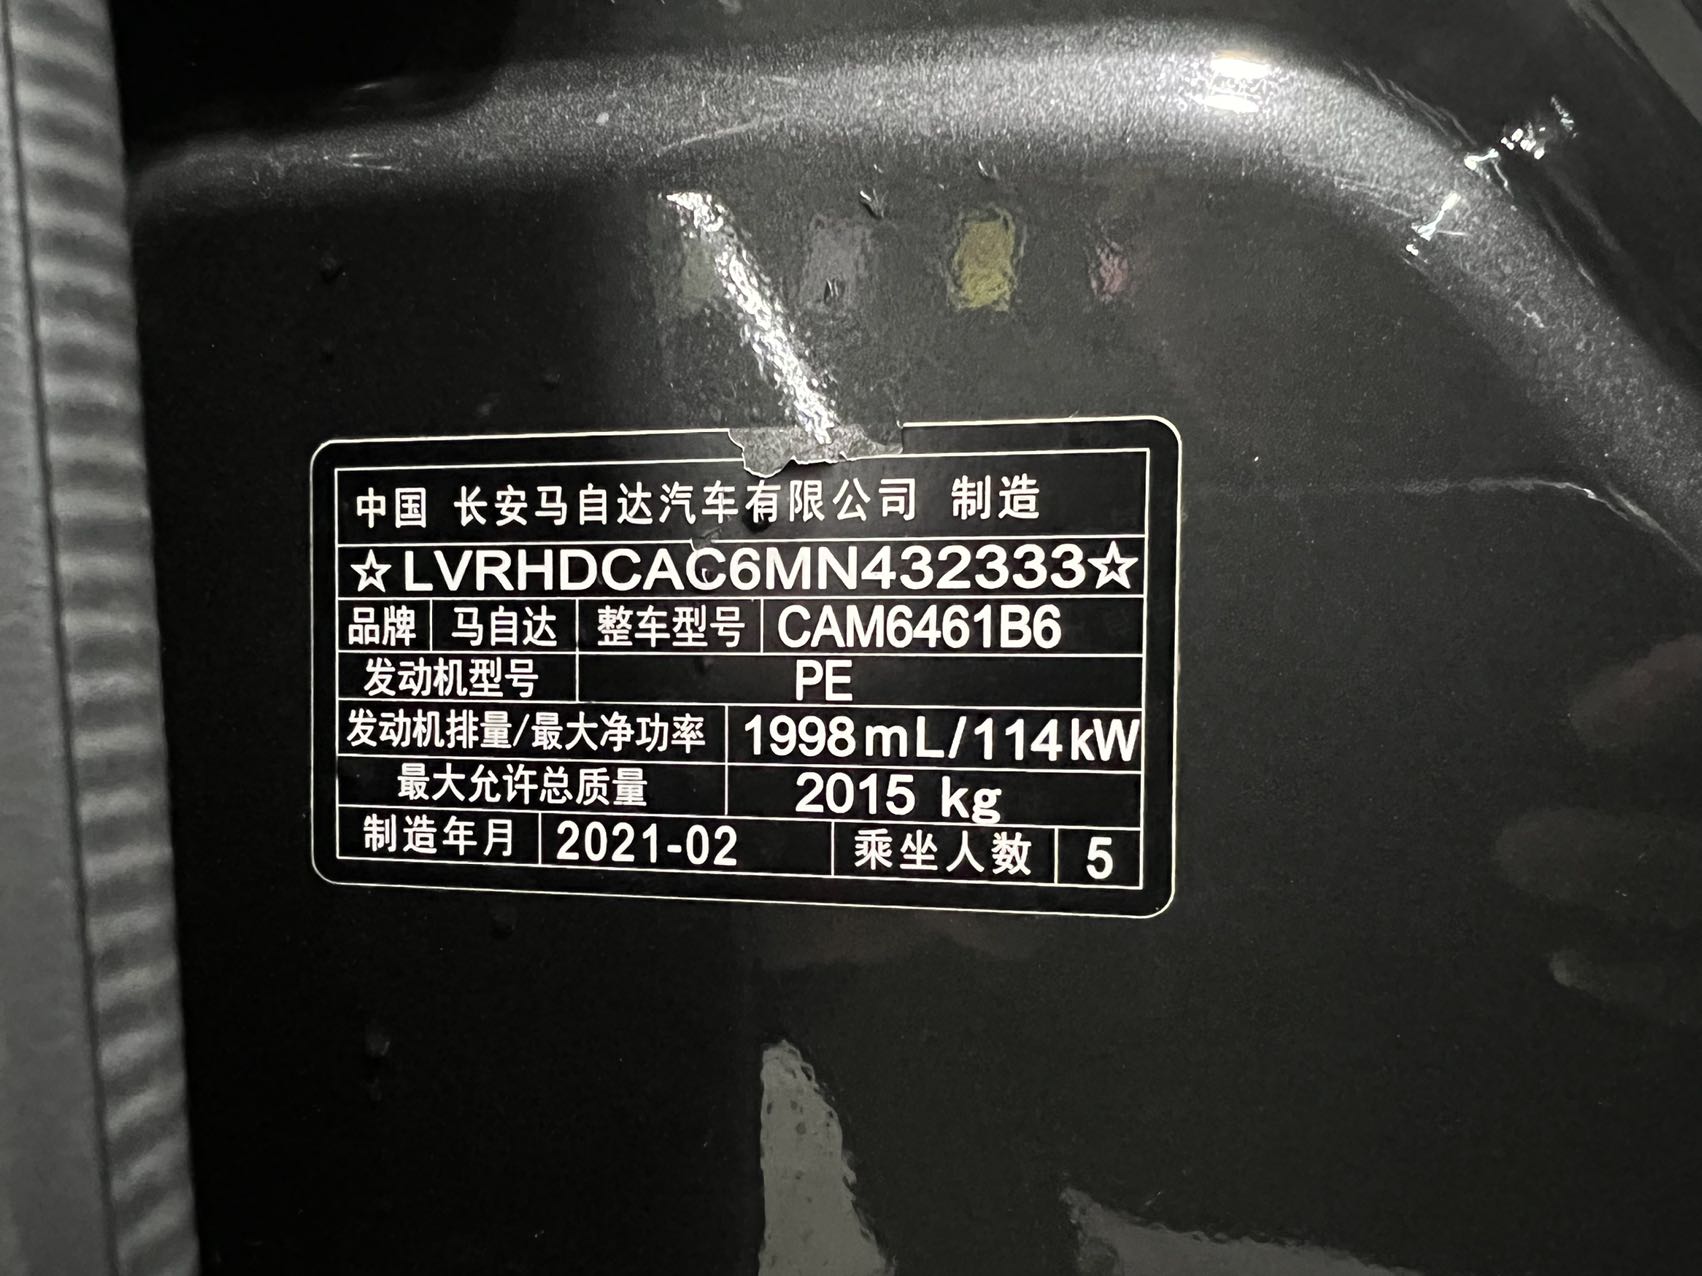 中国 长安马自达汽车有限公司 制造
☆LVRHDCAC6MN432333☆
品牌 马自达 整车型号 CAM6461B6
发动机型号 PE
发动机排量/最大净功率 1998mL/114kW
最大允许总质量 2015 kg
制造年月 2021-02 乘坐人数 5